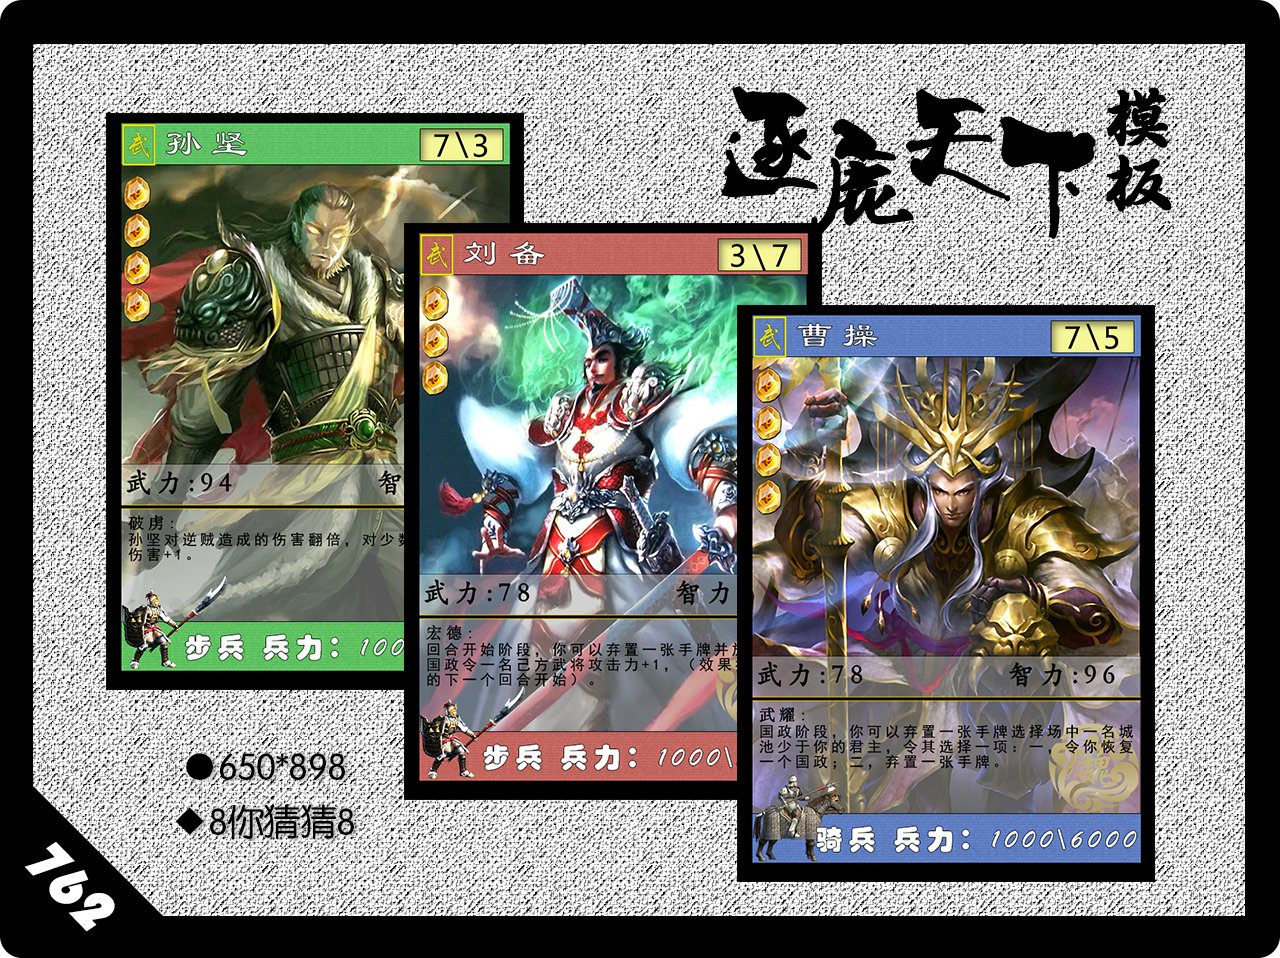 逐鹿天下
模板
武 孙坚 7\3
武力:94 智
破虏：
孙坚对逆贼造成的伤害翻倍，对少数
伤害+1。
步兵 兵力： 100
武 刘备 3\7
武力:78 智力
宏德：
回合开始阶段，你可以弃置一张手牌并放
国政令一名己方武将攻击力+1，（效果
的下一个回合开始）。
步兵 兵力： 1000\
武 曹操 7\5
武力:78 智力:96
武耀：
国政阶段，你可以弃置一张手牌选择场中一名城
池少于你的君主，令其选择一项：一，令你恢复
一个国政；二，弃置一张手牌。
魏
骑兵 兵力： 1000\6000
●650*898
◆8你猜猜8
762